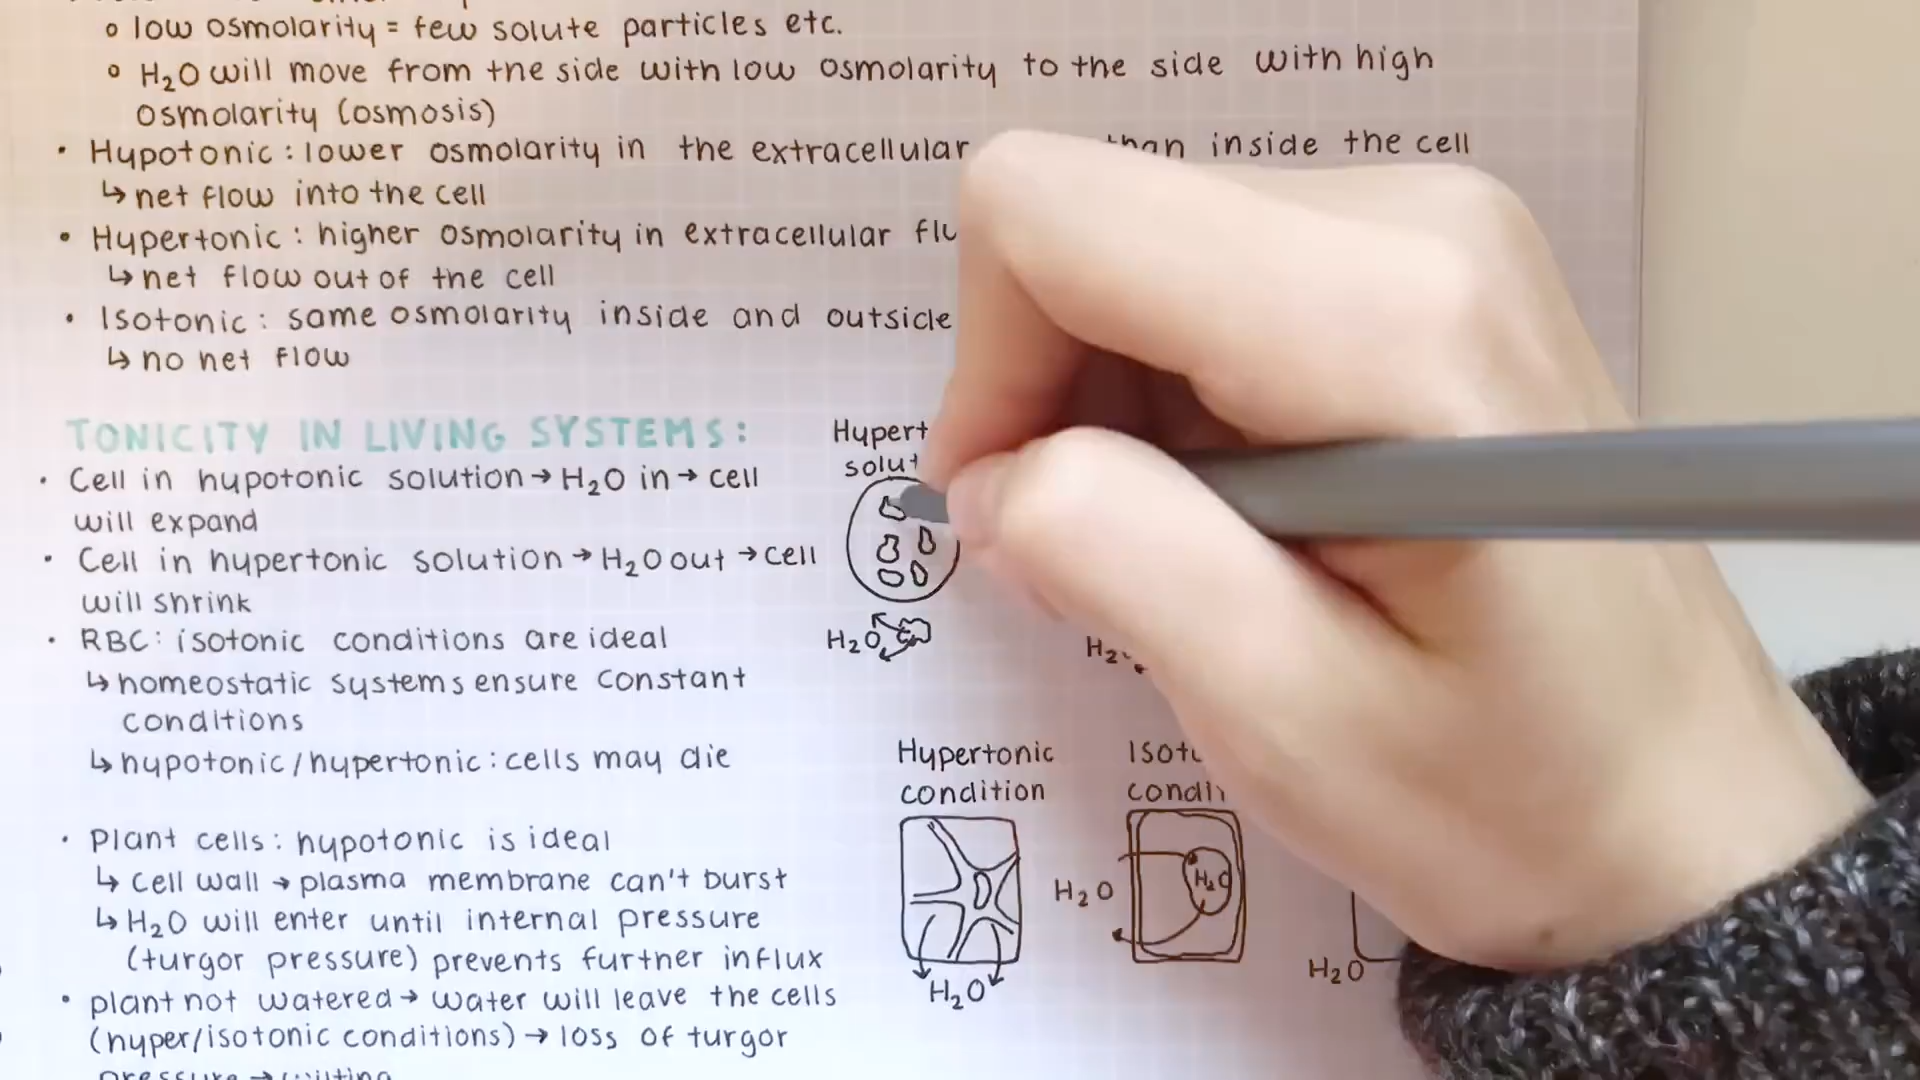 o low osmolarity = few solute particles etc.
o H₂O will move from the side with low osmolarity to the side with high
osmolarity (osmosis)
• Hypotonic : lower osmolarity in the extracellular than inside the cell
↳ net flow into the cell
• Hypertonic : higher osmolarity in extracellular
↳ net flow out of the cell
• Isotonic : same osmolarity inside and outside
↳ no net flow
TONICITY IN LIVING SYSTEMS:
• Cell in hypotonic solution → H₂O in → cell
will expand
• Cell in hypertonic solution → H₂O out → cell
will shrink
• RBC: isotonic conditions are ideal
↳ homeostatic systems ensure constant
conditions
↳ hypotonic/hypertonic : cells may die
• Plant cells : hypotonic is ideal
↳ cell wall → plasma membrane can't burst
↳ H₂O will enter until internal pressure
(turgor pressure) prevents further influx
• plant not watered → water will leave the cells
(hyper/isotonic conditions) → loss of turgor
H₂O
Hypertonic
condition
H₂O
H₂O
H₂O
H₂O